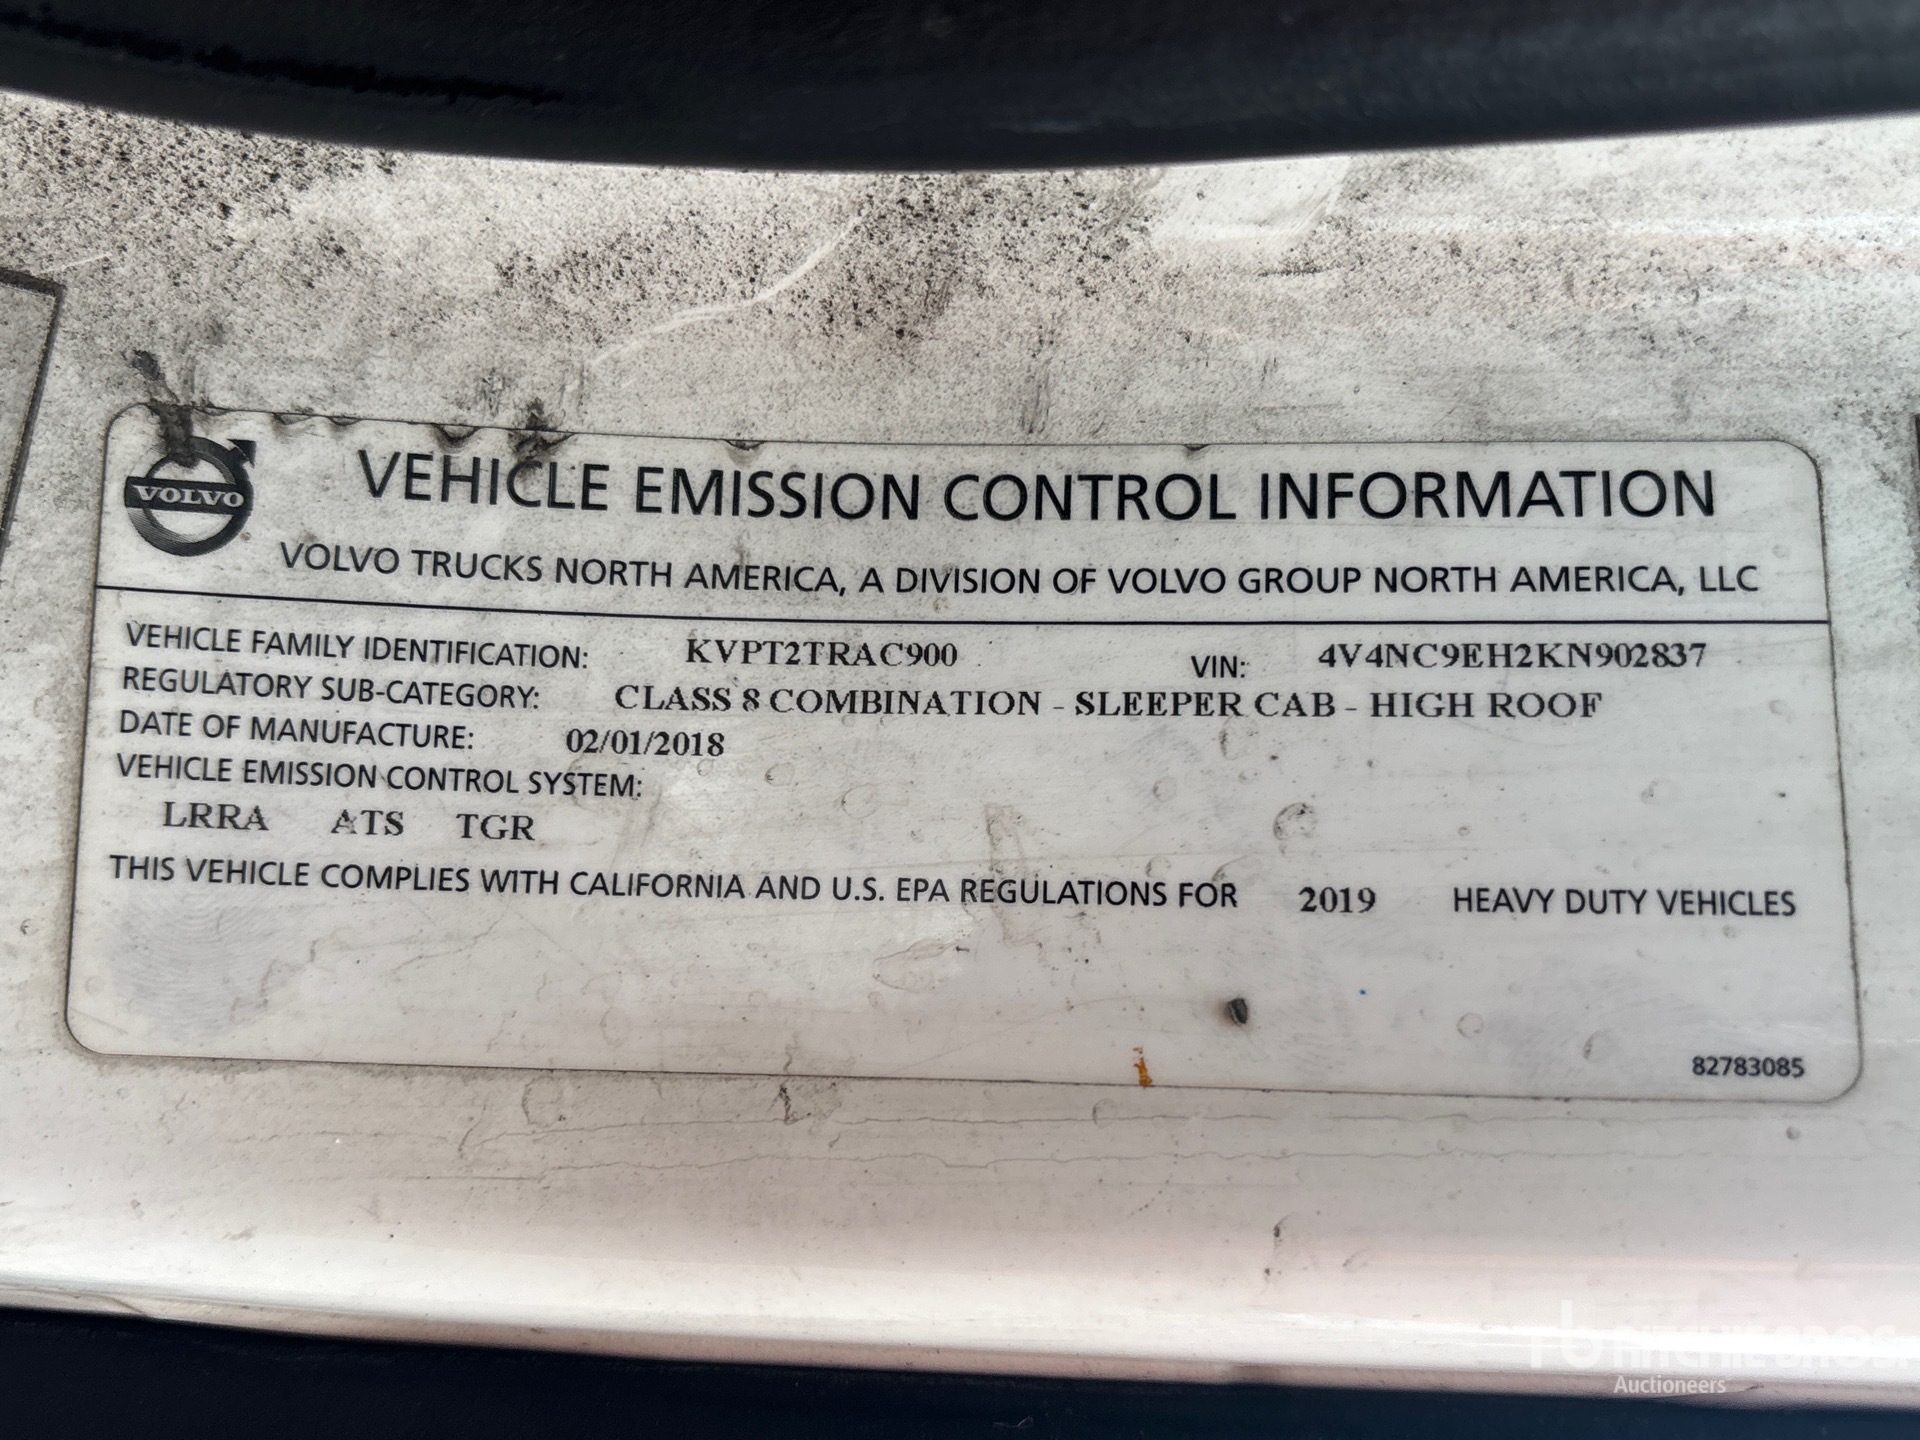 VOLVO
VEHICLE EMISSION CONTROL INFORMATION
VOLVO TRUCKS NORTH AMERICA, A DIVISION OF VOLVO GROUP NORTH AMERICA, LLC
VEHICLE FAMILY IDENTIFICATION: KVPT2TRAC900 VIN: 4V4NC9EH2KN902837
REGULATORY SUB-CATEGORY: CLASS 8 COMBINATION - SLEEPER CAB - HIGH ROOF
DATE OF MANUFACTURE: 02/01/2018
VEHICLE EMISSION CONTROL SYSTEM:
LRRA ATS TGR
THIS VEHICLE COMPLIES WITH CALIFORNIA AND U.S. EPA REGULATIONS FOR 2019 HEAVY DUTY VEHICLES
82783085
rb RITCHIE BROS.
Auctioneers